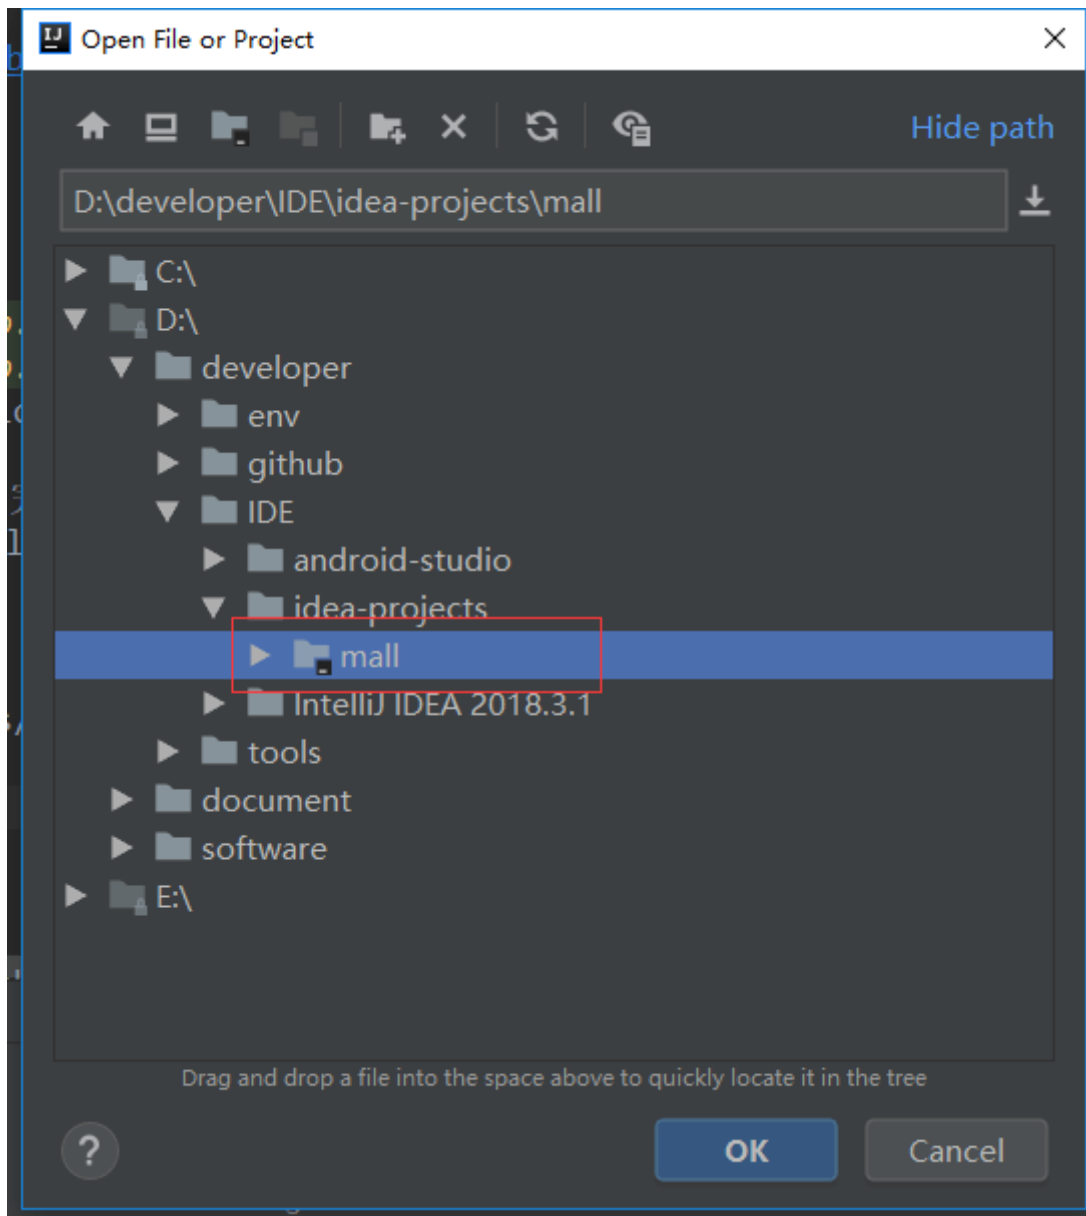 Open File or Project
Hide path
D:\developer\IDE\idea-projects\mall
C:\
D:\
developer
env
github
IDE
android-studio
idea-projects
mall
IntelliJ IDEA 2018.3.1
tools
document
software
E:\
Drag and drop a file into the space above to quickly locate it in the tree
?
OK
Cancel